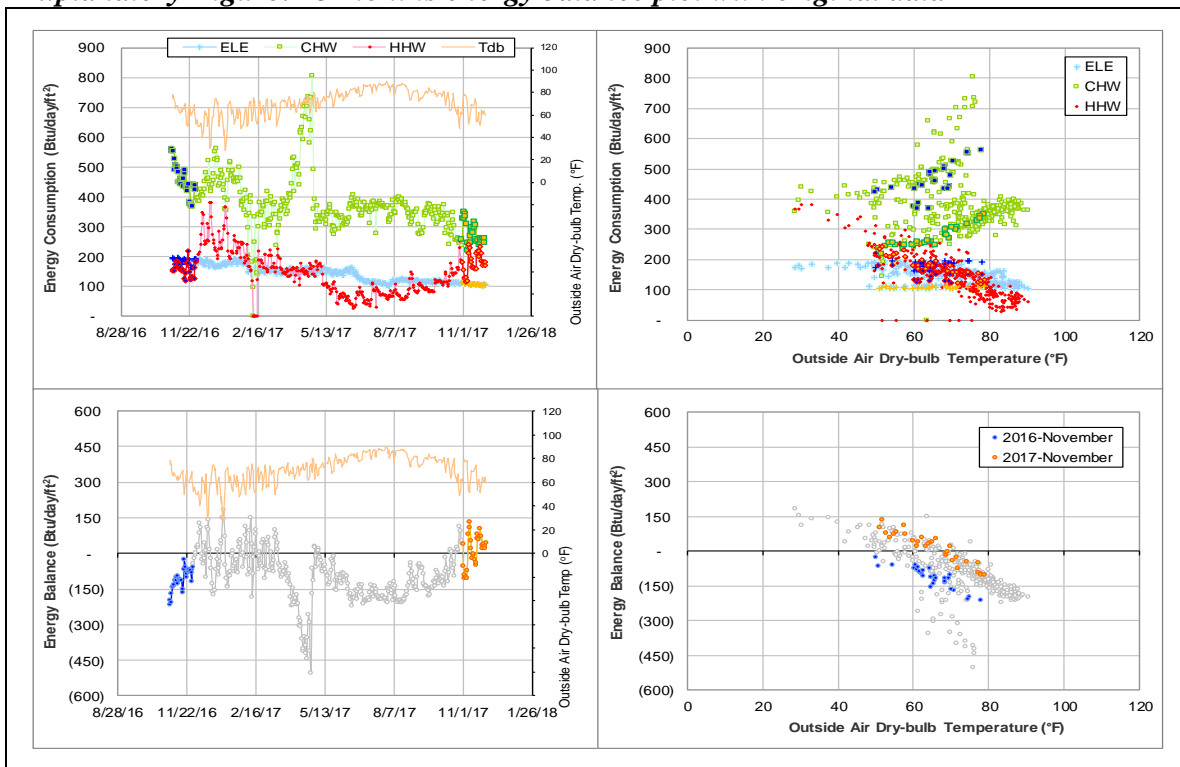 900
800
700
600
500
400
300
200
100
-
Energy Consumption (Btu/day/ft²)
ELE CHW HHW Tdb
120
100
80
60
40
20
0
Outside Air Dry-bulb Temp. (°F)
8/28/16 11/22/16 2/16/17 5/13/17 8/7/17 11/1/17 1/26/18
900
800
700
600
500
400
300
200
100
-
Energy Consumption (Btu/day/ft²)
ELE
CHW
HHW
0 20 40 60 80 100 120
Outside Air Dry-bulb Temperature (°F)
600
450
300
150
-
(150)
(300)
(450)
(600)
Energy Balance (Btu/day/ft²)
120
100
80
60
40
20
0
Outside Air Dry-bulb Temp (°F)
8/28/16 11/22/16 2/16/17 5/13/17 8/7/17 11/1/17 1/26/18
600
450
300
150
-
(150)
(300)
(450)
(600)
Energy Balance (Btu/day/ft²)
2016-November
2017-November
0 20 40 60 80 100 120
Outside Air Dry-bulb Temperature (°F)